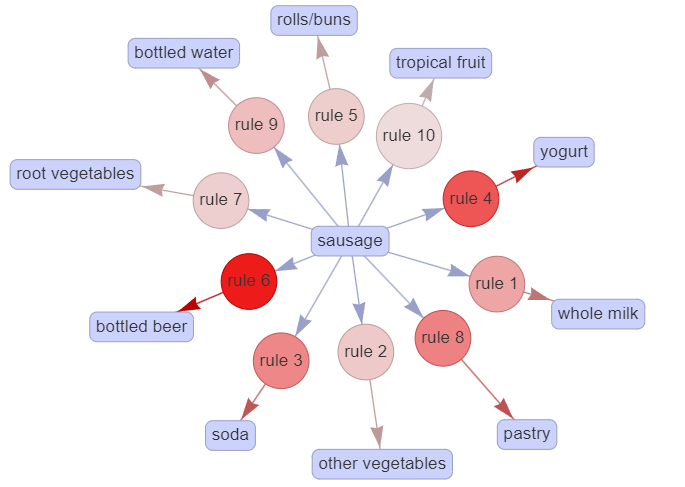 rolls/buns
bottled water
tropical fruit
rule 5
rule 9
rule 10
yogurt
root vegetables
rule 7
rule 4
sausage
rule 6
rule 1
whole milk
bottled beer
rule 8
rule 2
rule 3
soda
pastry
other vegetables